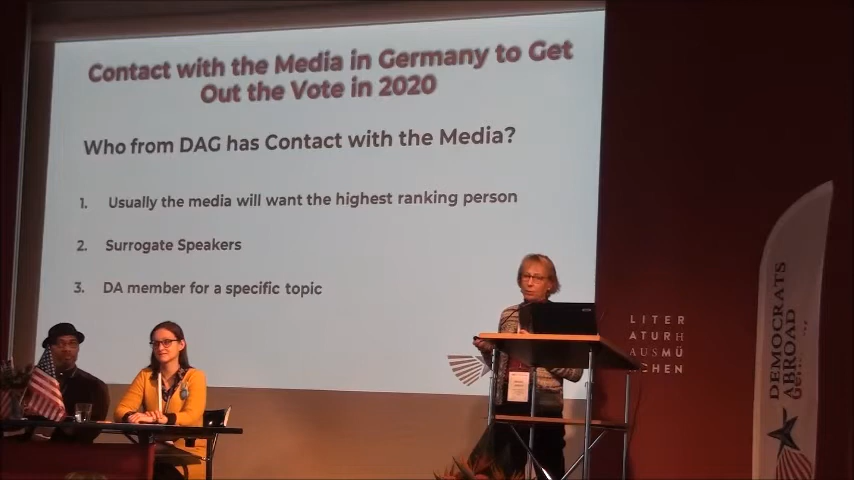 Contact with the Media in Germany to Get
Out the Vote in 2020
Who from DAG has Contact with the Media?
1. Usually the media will want the highest ranking person
2. Surrogate Speakers
3. DA member for a specific topic
LITER
ATURH
AUSMÜ
CHEN
DEMOCRATS
ABROAD